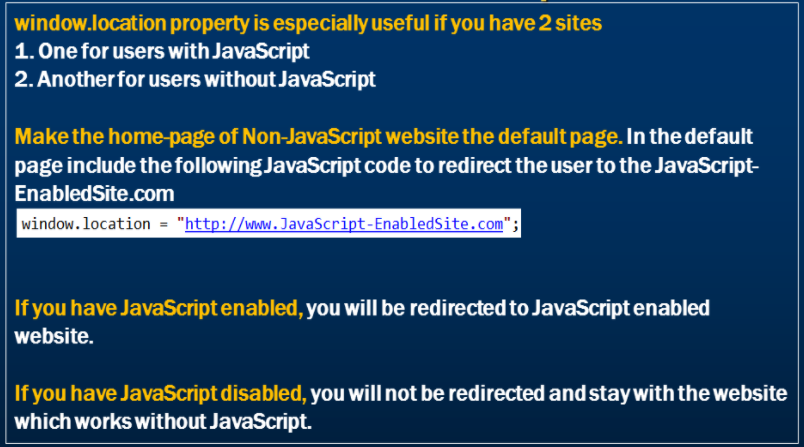 window.location property is especially useful if you have 2 sites
1. One for users with JavaScript
2. Another for users without JavaScript
Make the home-page of Non-JavaScript website the default page. In the default
page include the following JavaScript code to redirect the user to the JavaScript-
EnabledSite.com
window.location = "http://www.JavaScript-EnabledSite.com";
If you have JavaScript enabled, you will be redirected to JavaScript enabled
website.
If you have JavaScript disabled, you will not be redirected and stay with the website
which works without JavaScript.